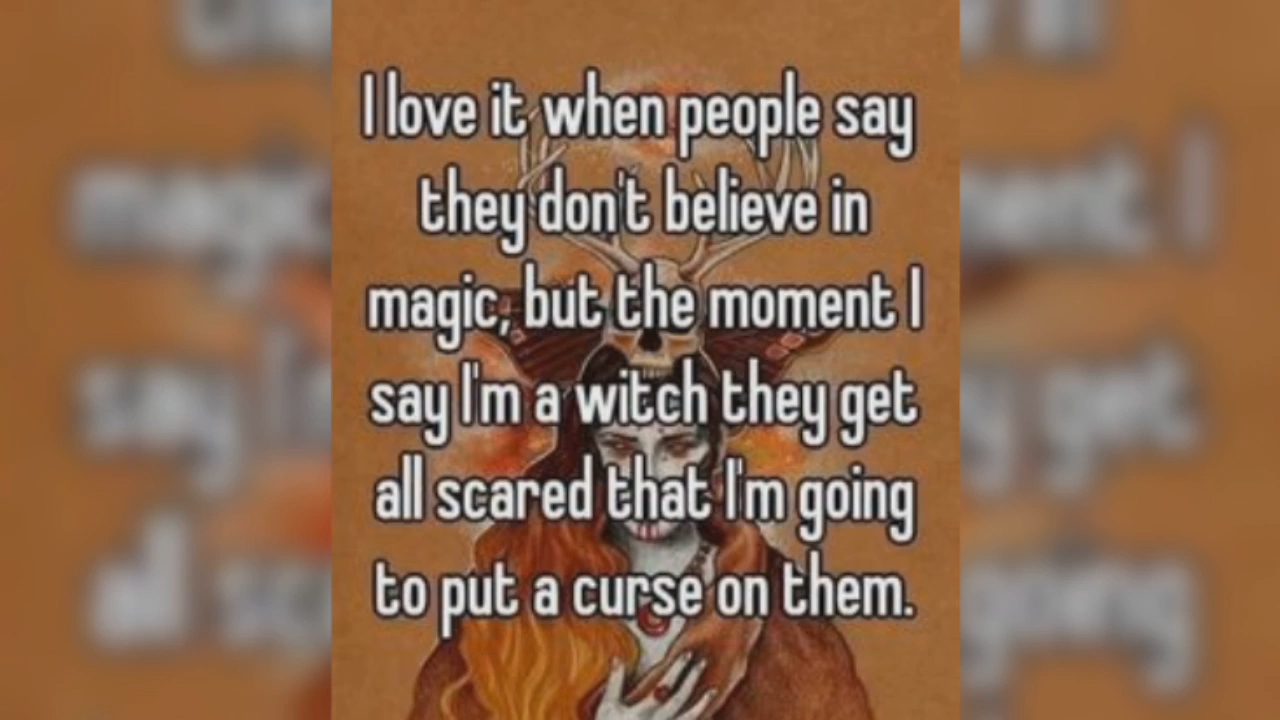 I love it when people say
they don't believe in
magic, but the moment I
say I'm a witch they get
all scared that I'm going
to put a curse on them.